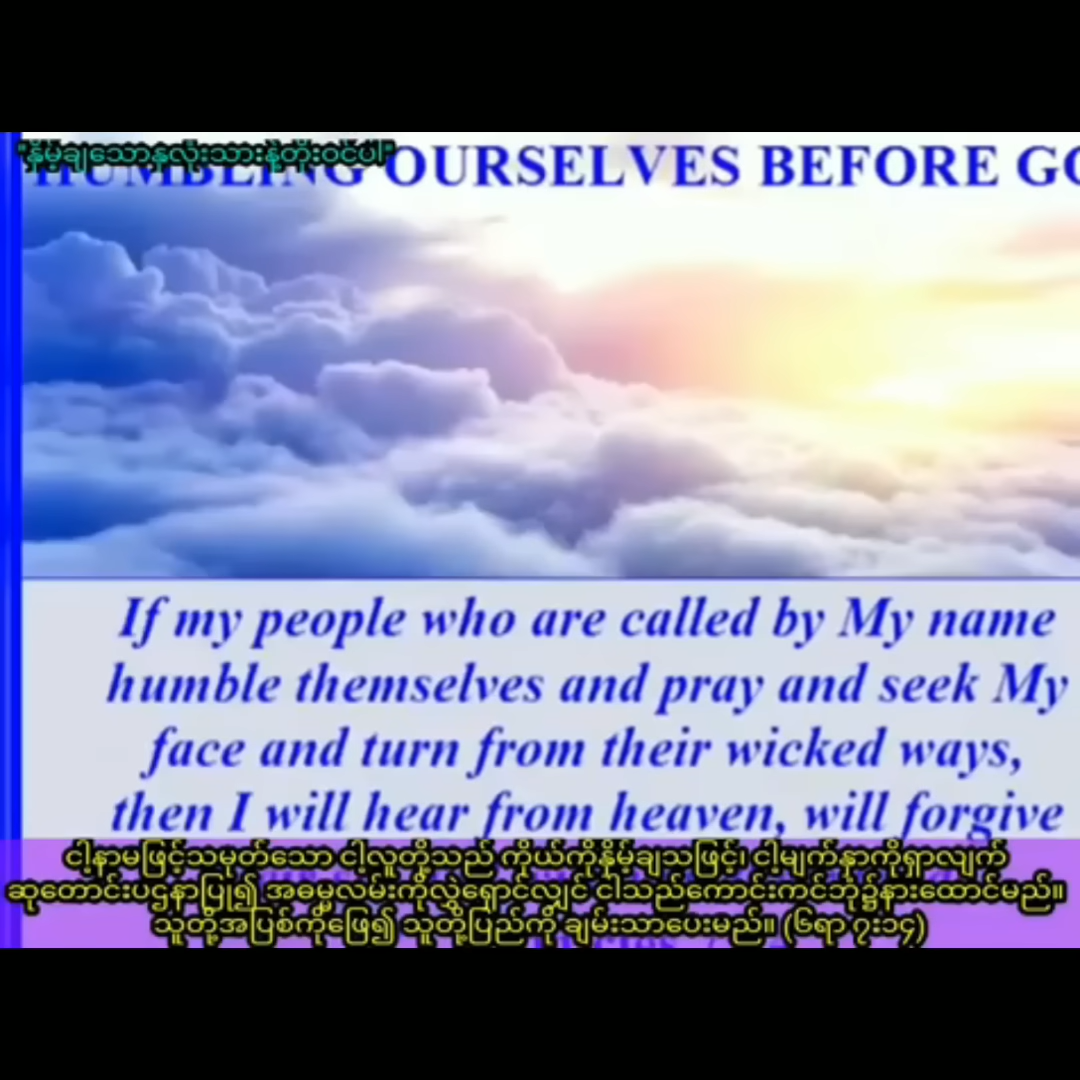 "နှိမ့်ချသောနှလုံးသားနဲ့တိုးဝင်ပါ"
HUMBLING OURSELVES BEFORE GO
If my people who are called by My name
humble themselves and pray and seek My
face and turn from their wicked ways,
then I will hear from heaven, will forgive
ငါ့နာမဖြင့်သမုတ်သော ငါ့လူတို့သည် ကိုယ်ကိုနှိမ့်ချသဖြင့်၊ ငါ့မျက်နှာကိုရှာလျက်
ဆုတောင်းပဌနာပြု၍ အဓမ္မလမ်းကိုလွှဲရှောင်လျှင် ငါသည်ကောင်းကင်ဘုံ၌နားထောင်မည်။
သူတို့အပြစ်ကိုဖြေ၍ သူတို့ပြည်ကို ချမ်းသာပေးမည်။ (၆ရာ ၇း၁၄)